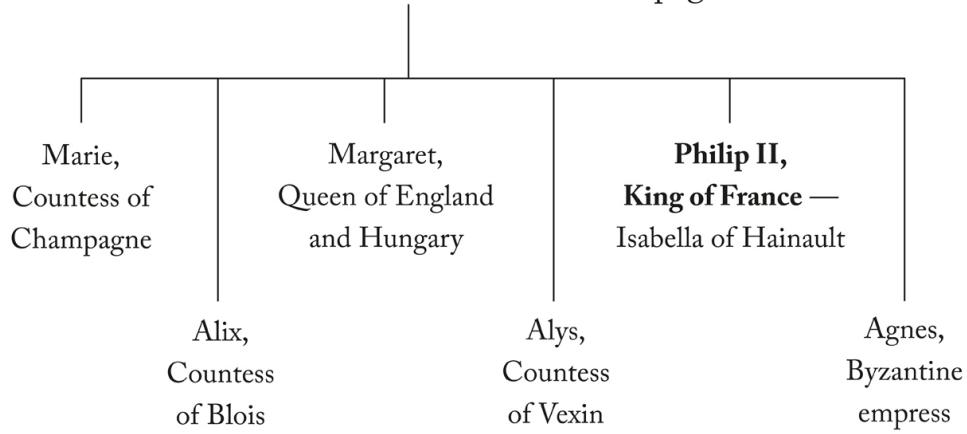 Marie,
Countess of
Champagne
Alix,
Countess
of Blois
Margaret,
Queen of England
and Hungary
Alys,
Countess
of Vexin
Philip II,
King of France —
Isabella of Hainault
Agnes,
Byzantine
empress